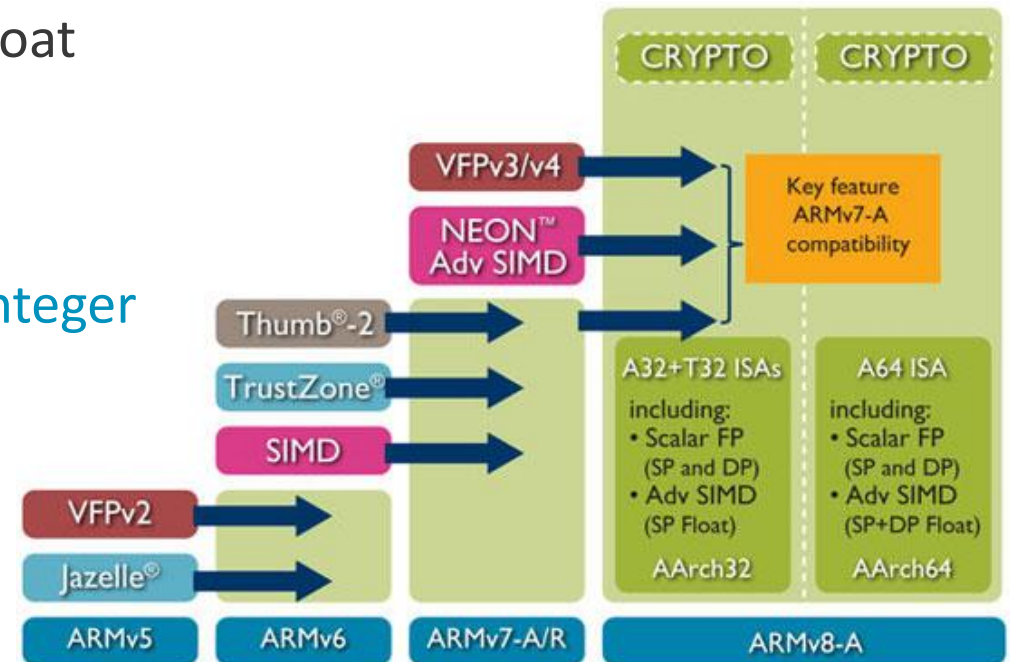 oat
nteger
CRYPTO
CRYPTO
VFPv3/v4
NEON™
Adv SIMD
Key feature
ARMv7-A
compatibility
Thumb®-2
TrustZone®
SIMD
A32+T32 ISAs
including:
• Scalar FP
(SP and DP)
• Adv SIMD
(SP Float)
AArch32
A64 ISA
including:
• Scalar FP
(SP and DP)
• Adv SIMD
(SP+DP Float)
AArch64
VFPv2
Jazelle®
ARMv5
ARMv6
ARMv7-A/R
ARMv8-A